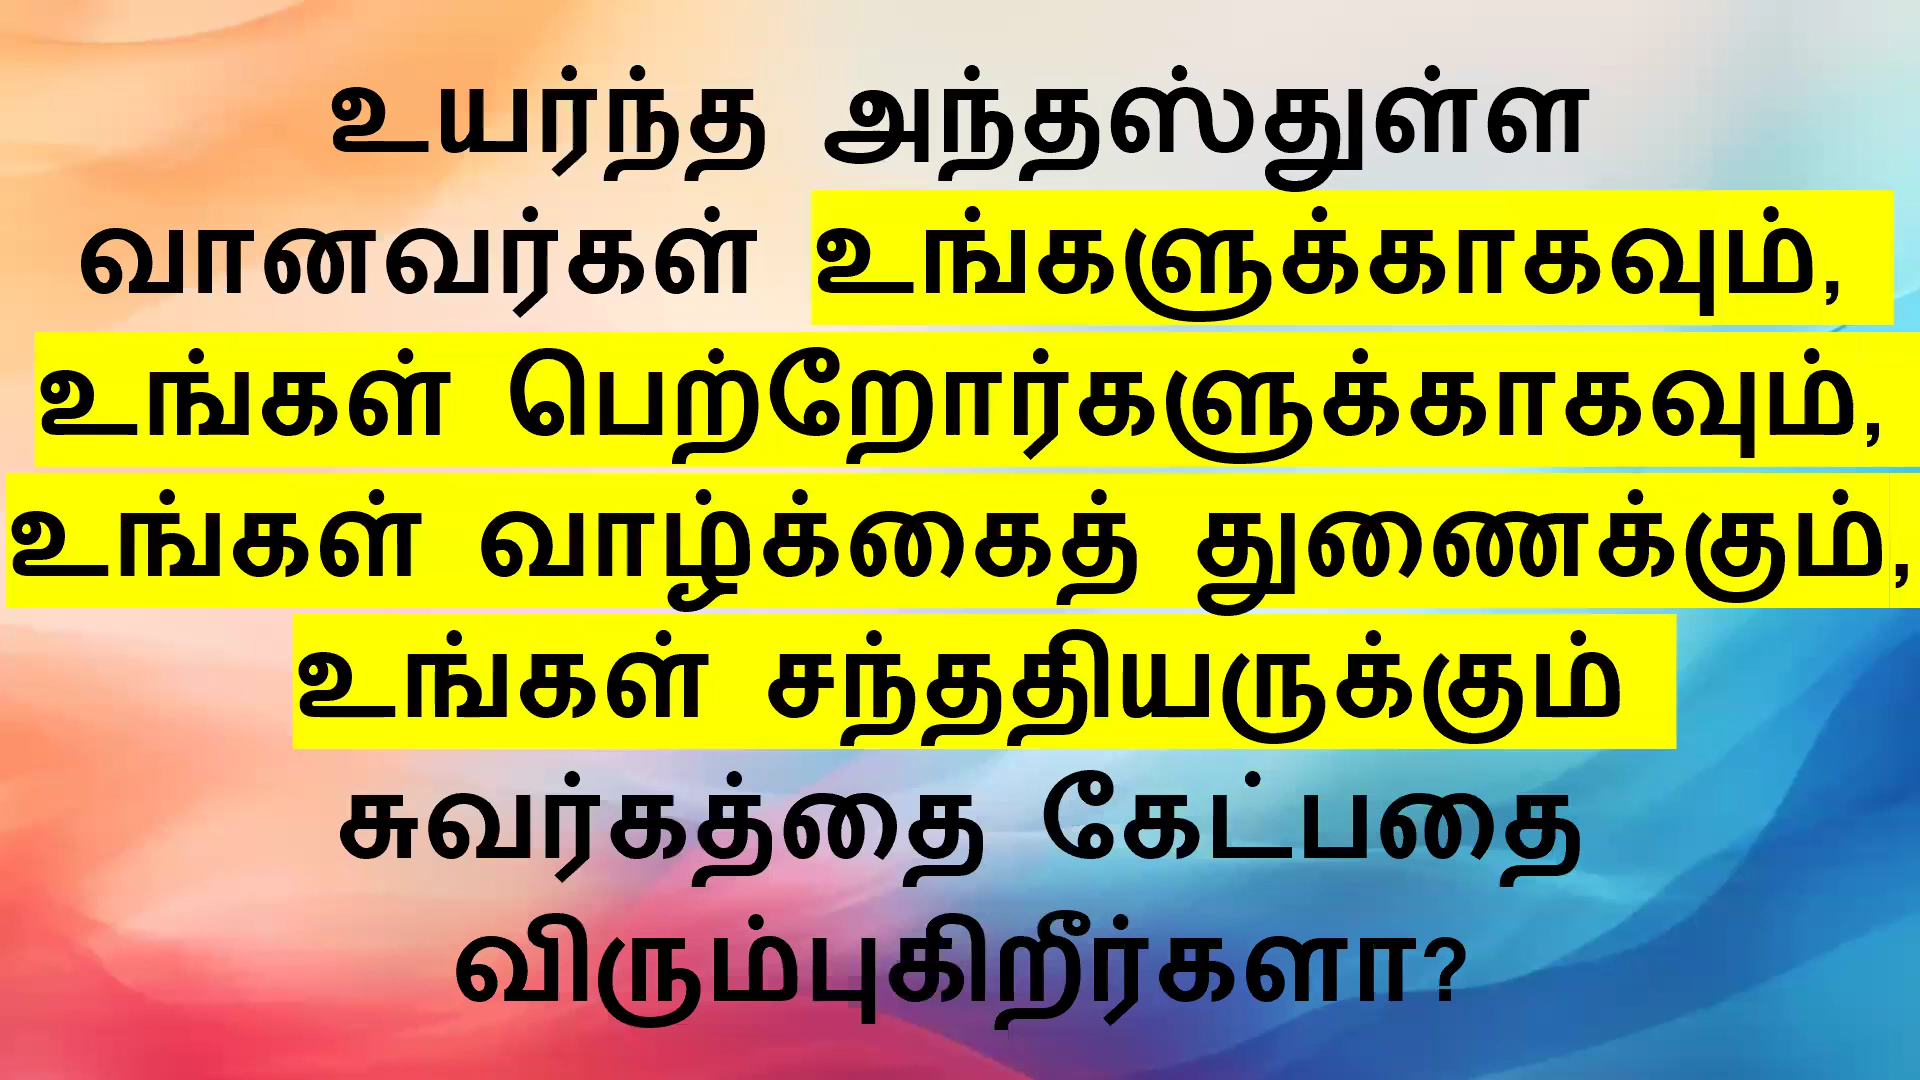 உயர்ந்த அந்தஸ்துள்ள
வானவர்கள் உங்களுக்காகவும்,
உங்கள் பெற்றோர்களுக்காகவும்,
உங்கள் வாழ்க்கைத் துணைக்கும்,
உங்கள் சந்ததியருக்கும்
சுவர்கத்தை கேட்பதை
விரும்புகிறீர்களா?